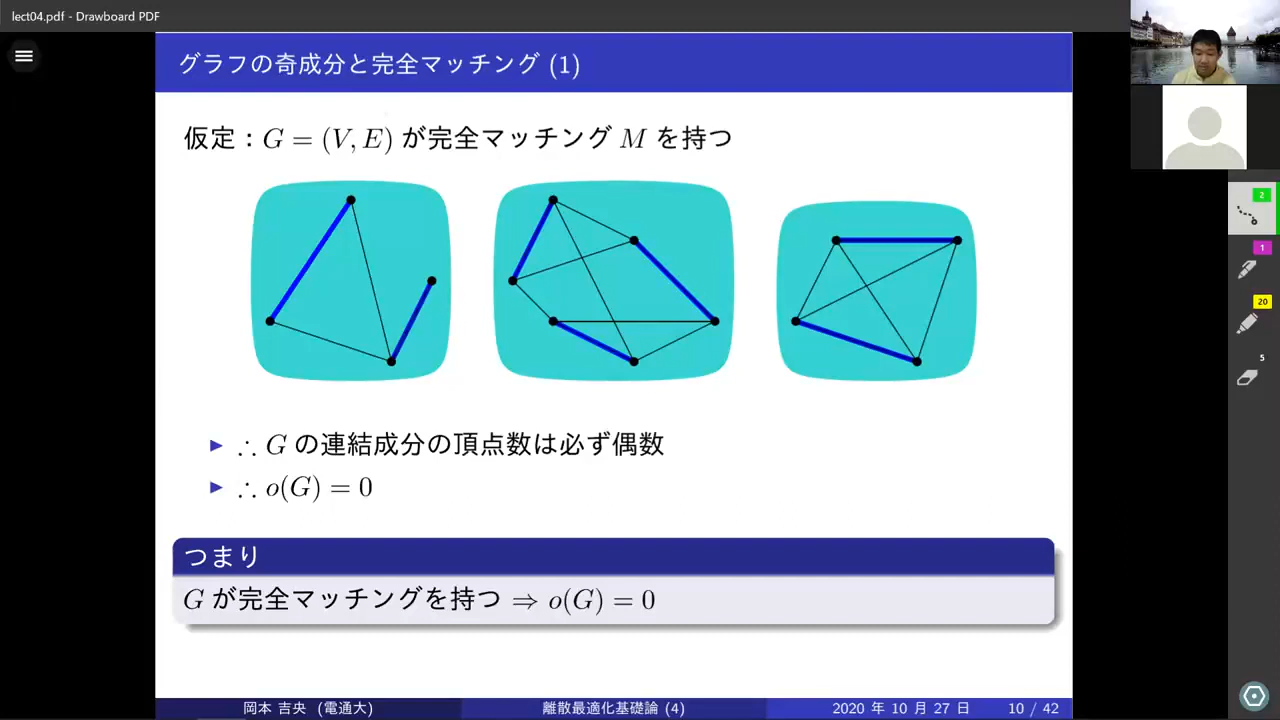 lect04.pdf - Drawboard PDF
グラフの奇成分と完全マッチング (1)
仮定：G = (V, E) が完全マッチング M を持つ
▶ ∴ G の連結成分の頂点数は必ず偶数
▶ ∴ o(G) = 0
つまり
G が完全マッチングを持つ ⇒ o(G) = 0
岡本 吉央 (電通大) 離散最適化基礎論 (4) 2020 年 10 月 27 日 10 / 42
2
1
20
5